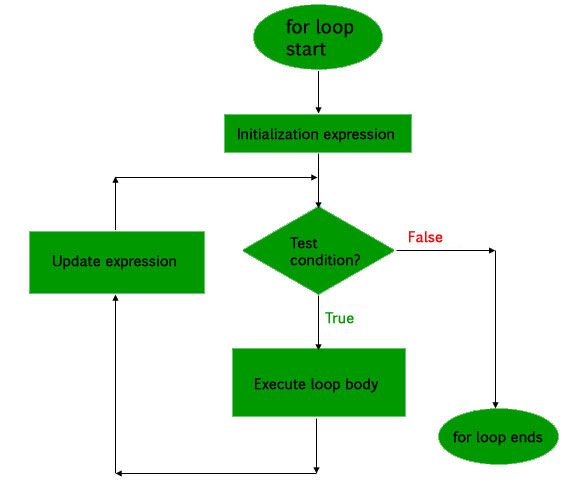 for loop
start
Initialization expression
Test
condition?
False
Update expression
True
Execute loop body
for loop ends